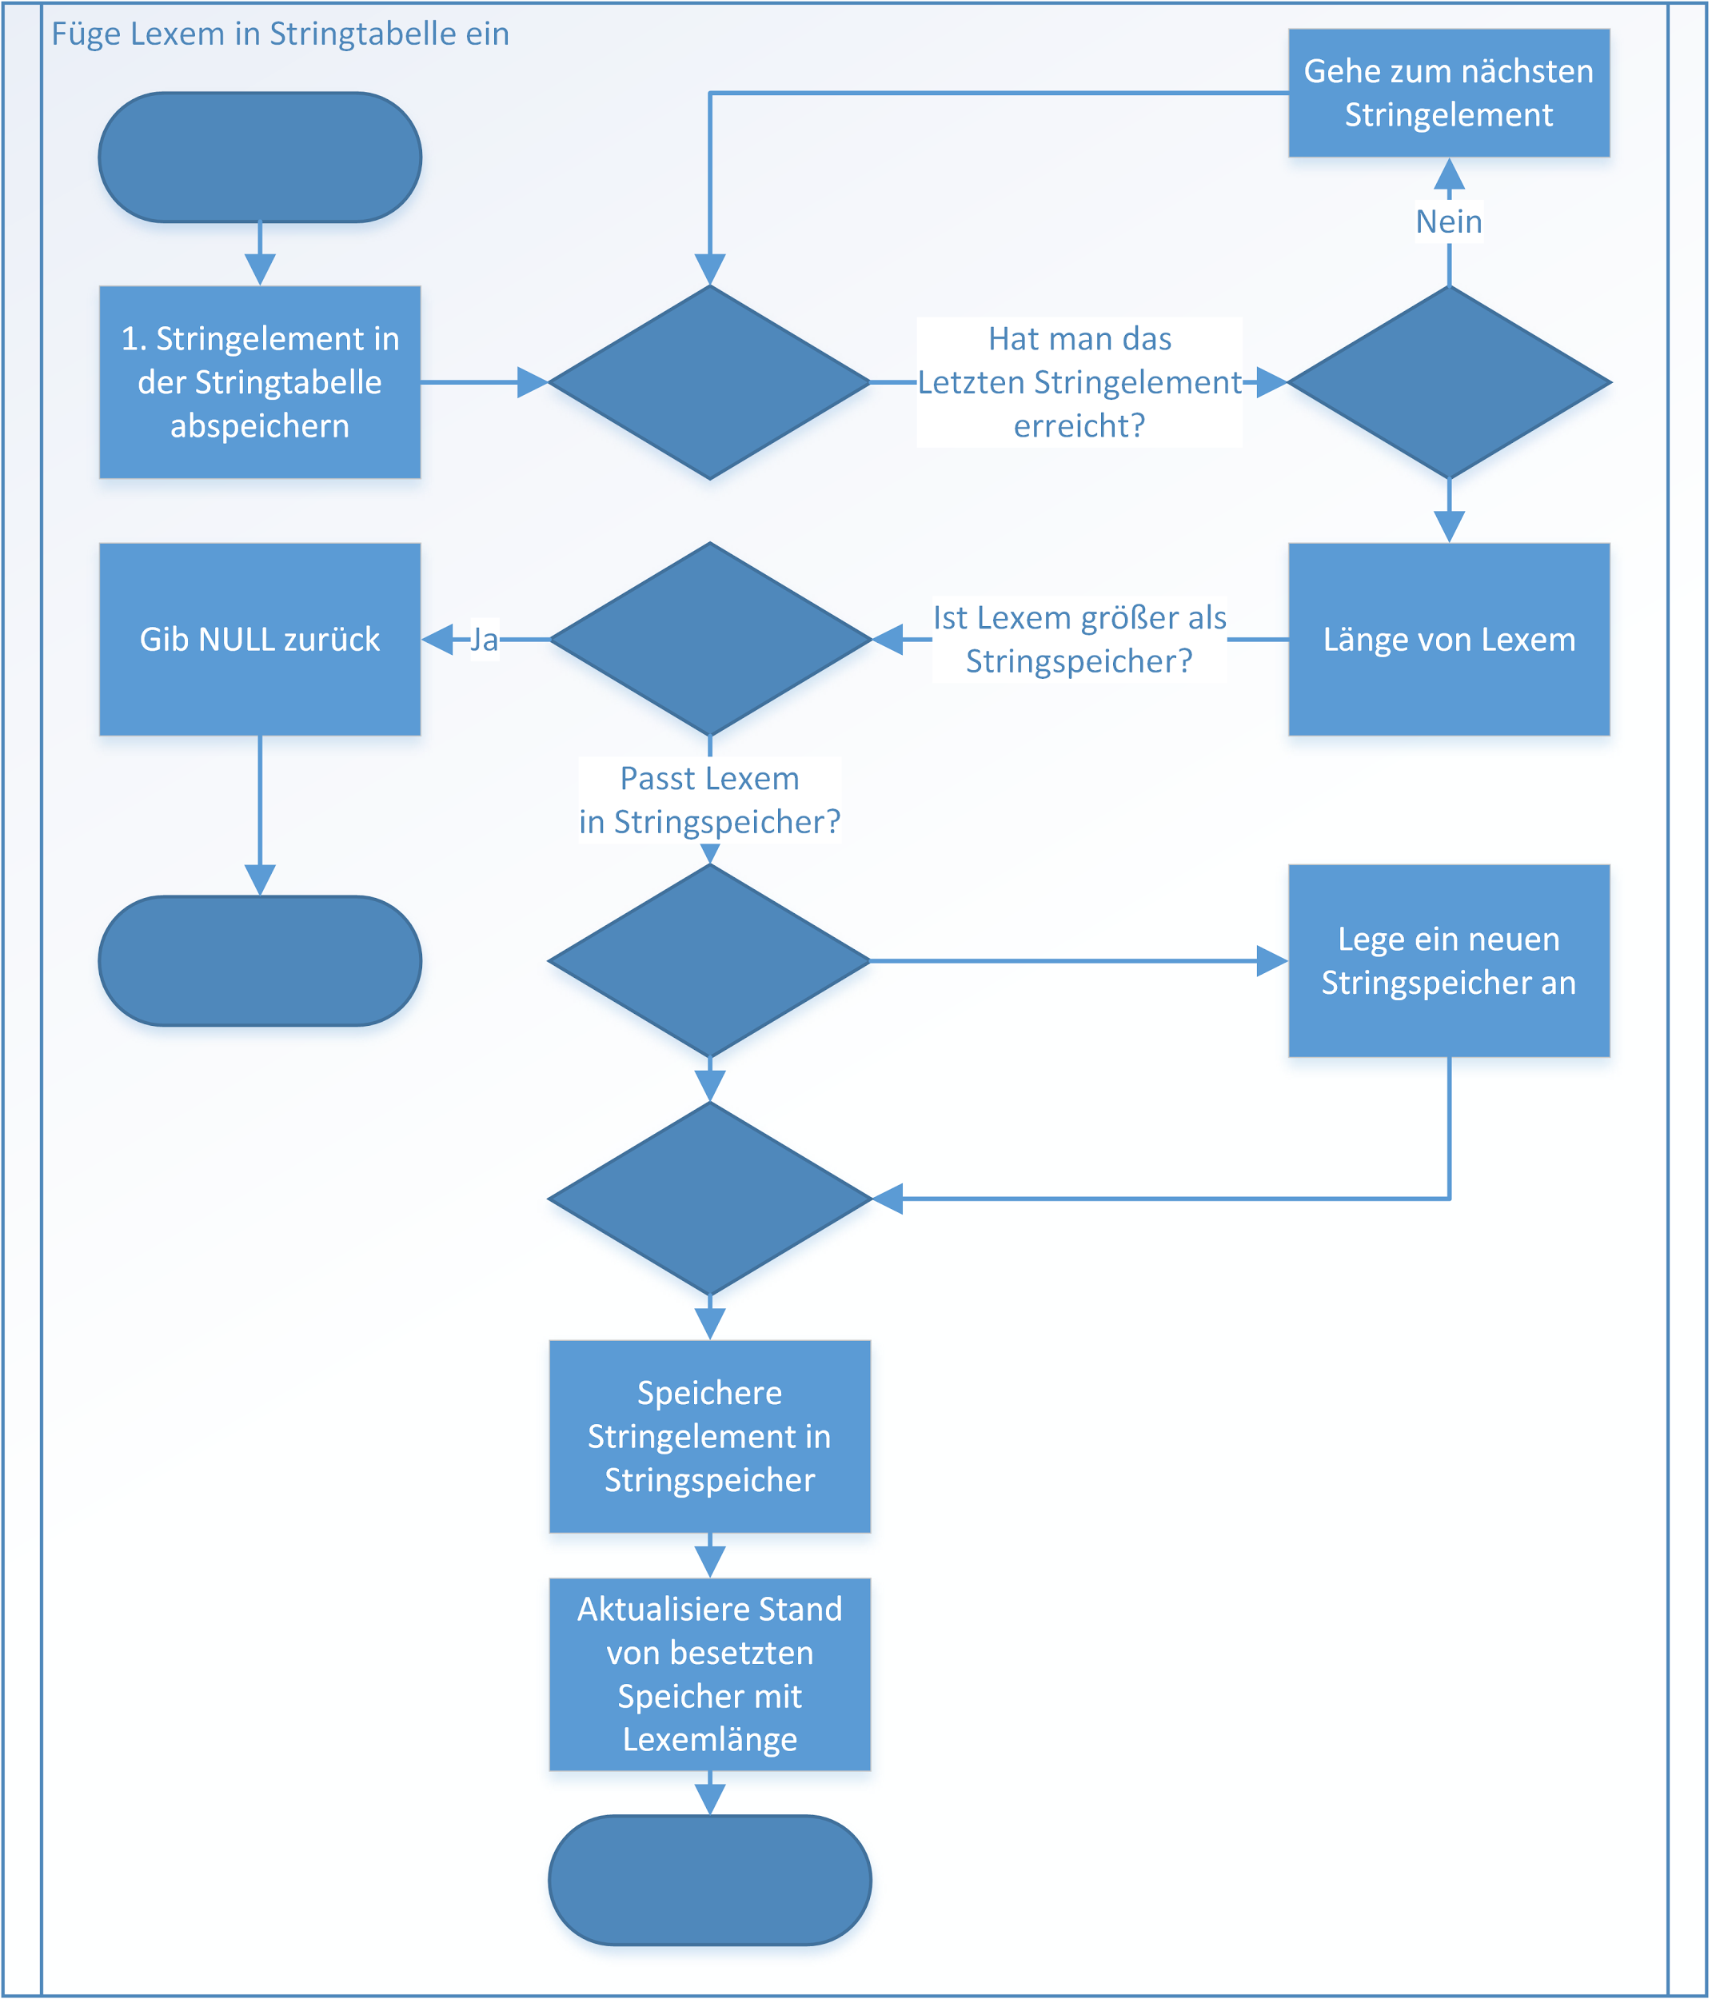 Füge Lexem in Stringtabelle ein
Gehe zum nächsten
Stringelement
Nein
1. Stringelement in
der Stringtabelle
abspeichern
Hat man das
Letzten Stringelement
erreicht?
Gib NULL zurück
Ja
Ist Lexem größer als
Stringspeicher?
Länge von Lexem
Passt Lexem
in Stringspeicher?
Lege ein neuen
Stringspeicher an
Speichere
Stringelement in
Stringspeicher
Aktualisiere Stand
von besetzten
Speicher mit
Lexemlänge